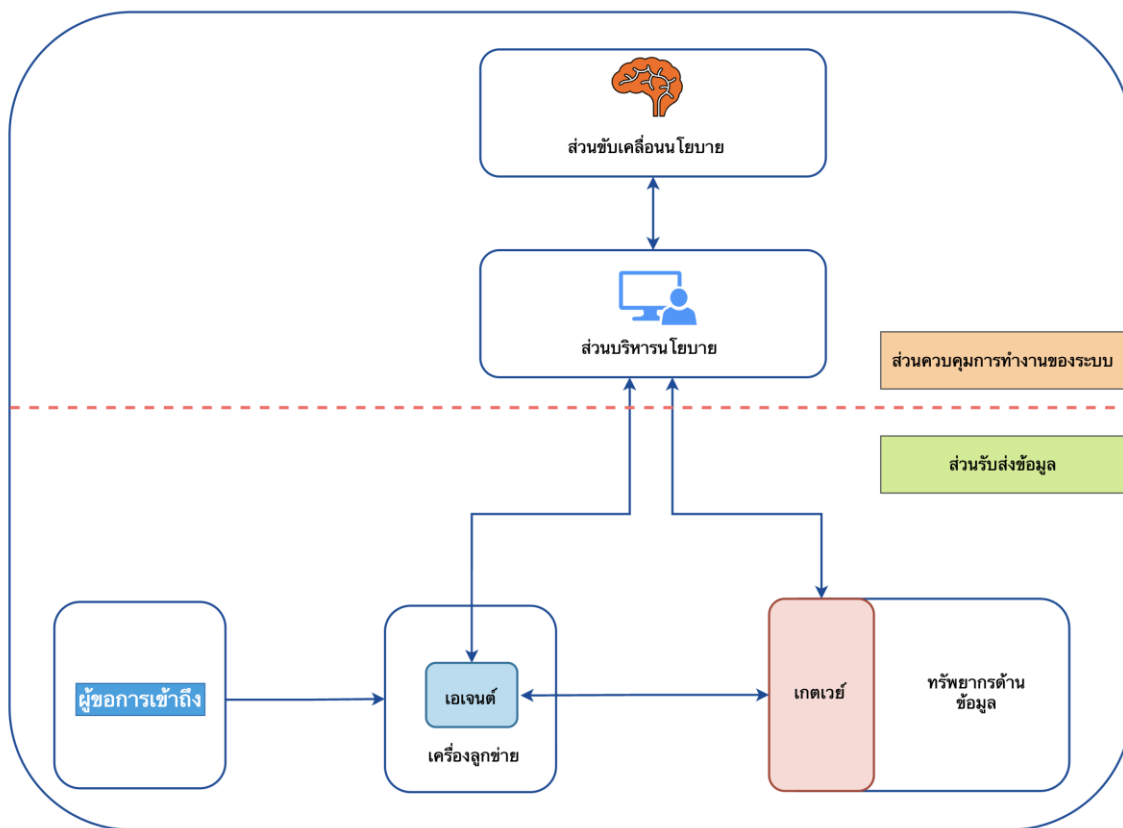 ส่วนขับเคลื่อนนโยบาย
ส่วนบริหารนโยบาย
ส่วนควบคุมการทำงานของระบบ
ส่วนรับส่งข้อมูล
ผู้ขอการเข้าถึง
เอเจนต์
เครื่องลูกข่าย
เกตเวย์
ทรัพยากรด้าน
ข้อมูล